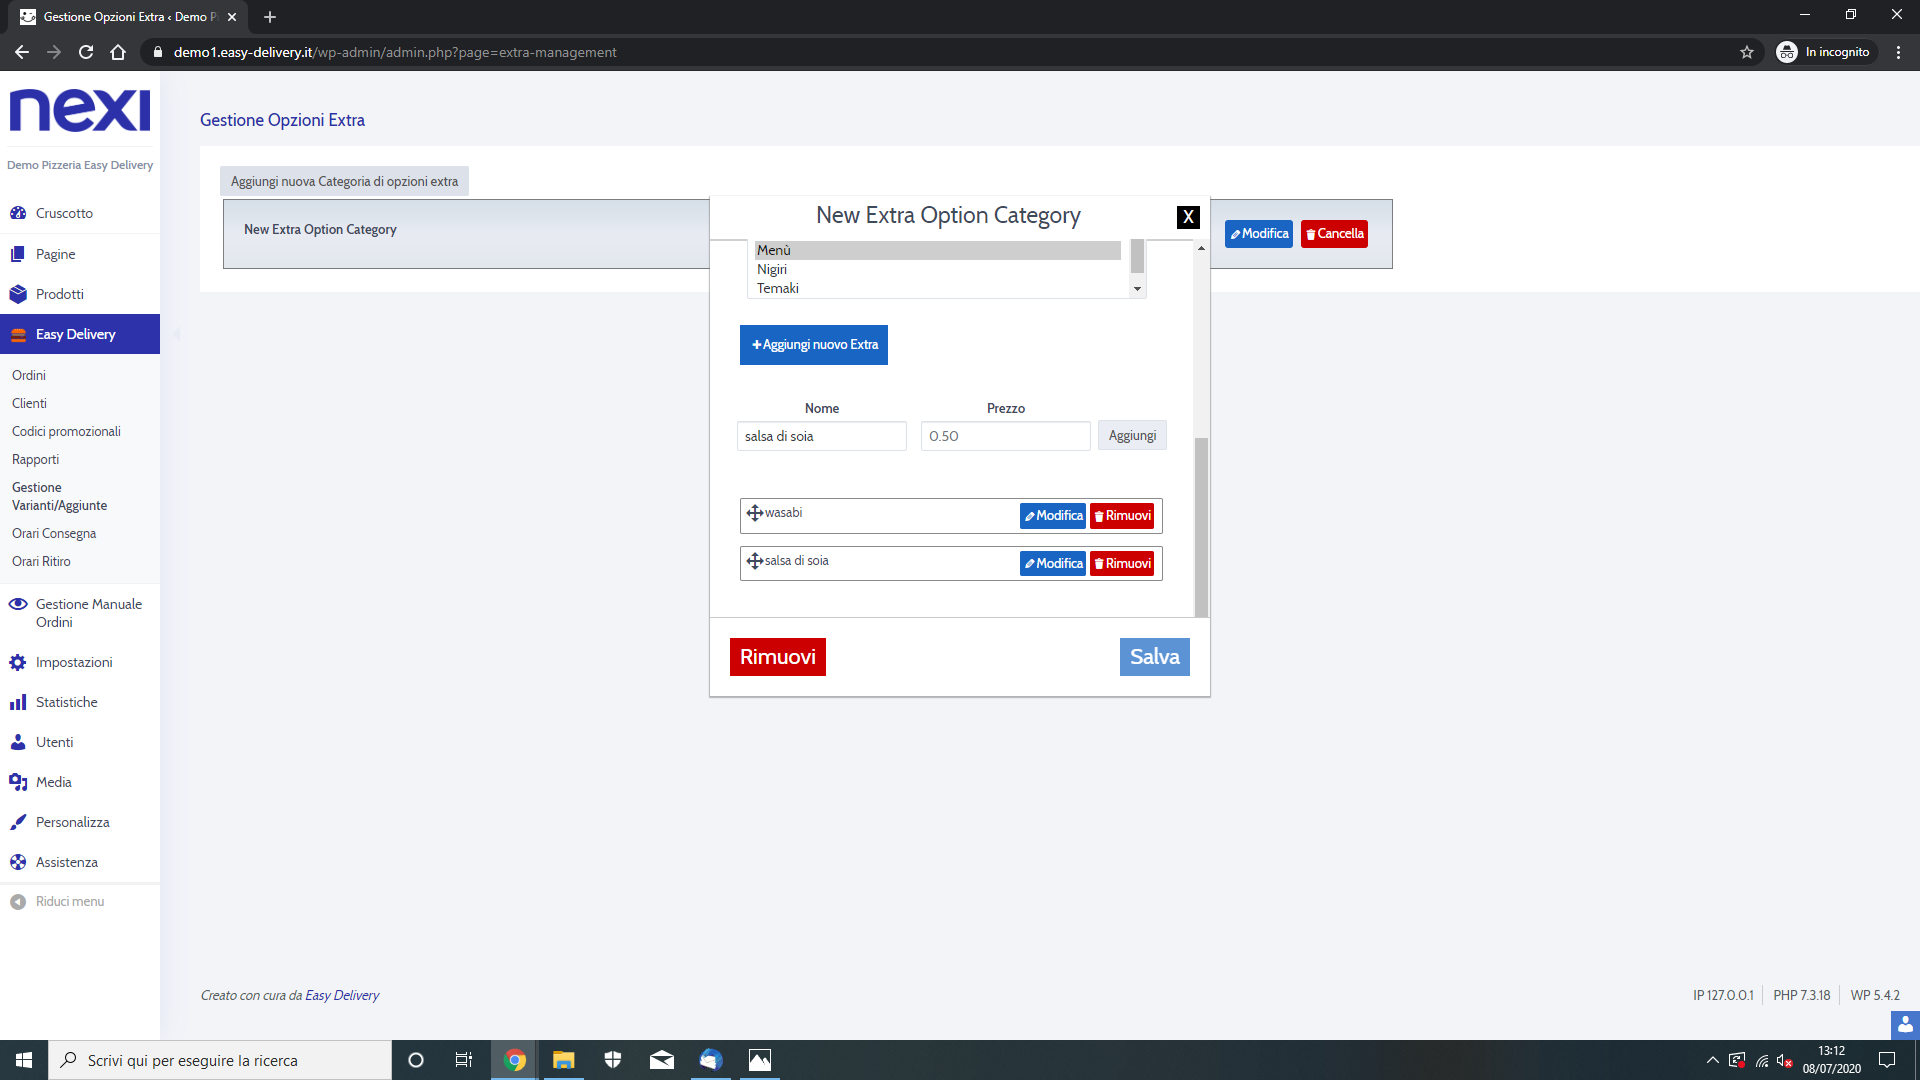 Gestione Opzioni Extra ‹ Demo P
demo1.easy-delivery.it/wp-admin/admin.php?page=extra-management
In incognito
nexi
Demo Pizzeria Easy Delivery
Cruscotto
Pagine
Prodotti
Easy Delivery
Ordini
Clienti
Codici promozionali
Rapporti
Gestione
Varianti/Aggiunte
Orari Consegna
Orari Ritiro
Gestione Manuale
Ordini
Impostazioni
Statistiche
Utenti
Media
Personalizza
Assistenza
Riduci menu
Gestione Opzioni Extra
Aggiungi nuova Categoria di opzioni extra
New Extra Option Category
Modifica Cancella
New Extra Option Category
X
Menù
Nigiri
Temaki
+Aggiungi nuovo Extra
Nome Prezzo
salsa di soia 0.50 Aggiungi
wasabi Modifica Rimuovi
salsa di soia Modifica Rimuovi
Rimuovi Salva
Creato con cura da Easy Delivery
IP 127.0.0.1 PHP 7.3.18 WP 5.4.2
Scrivi qui per eseguire la ricerca
13:12
08/07/2020